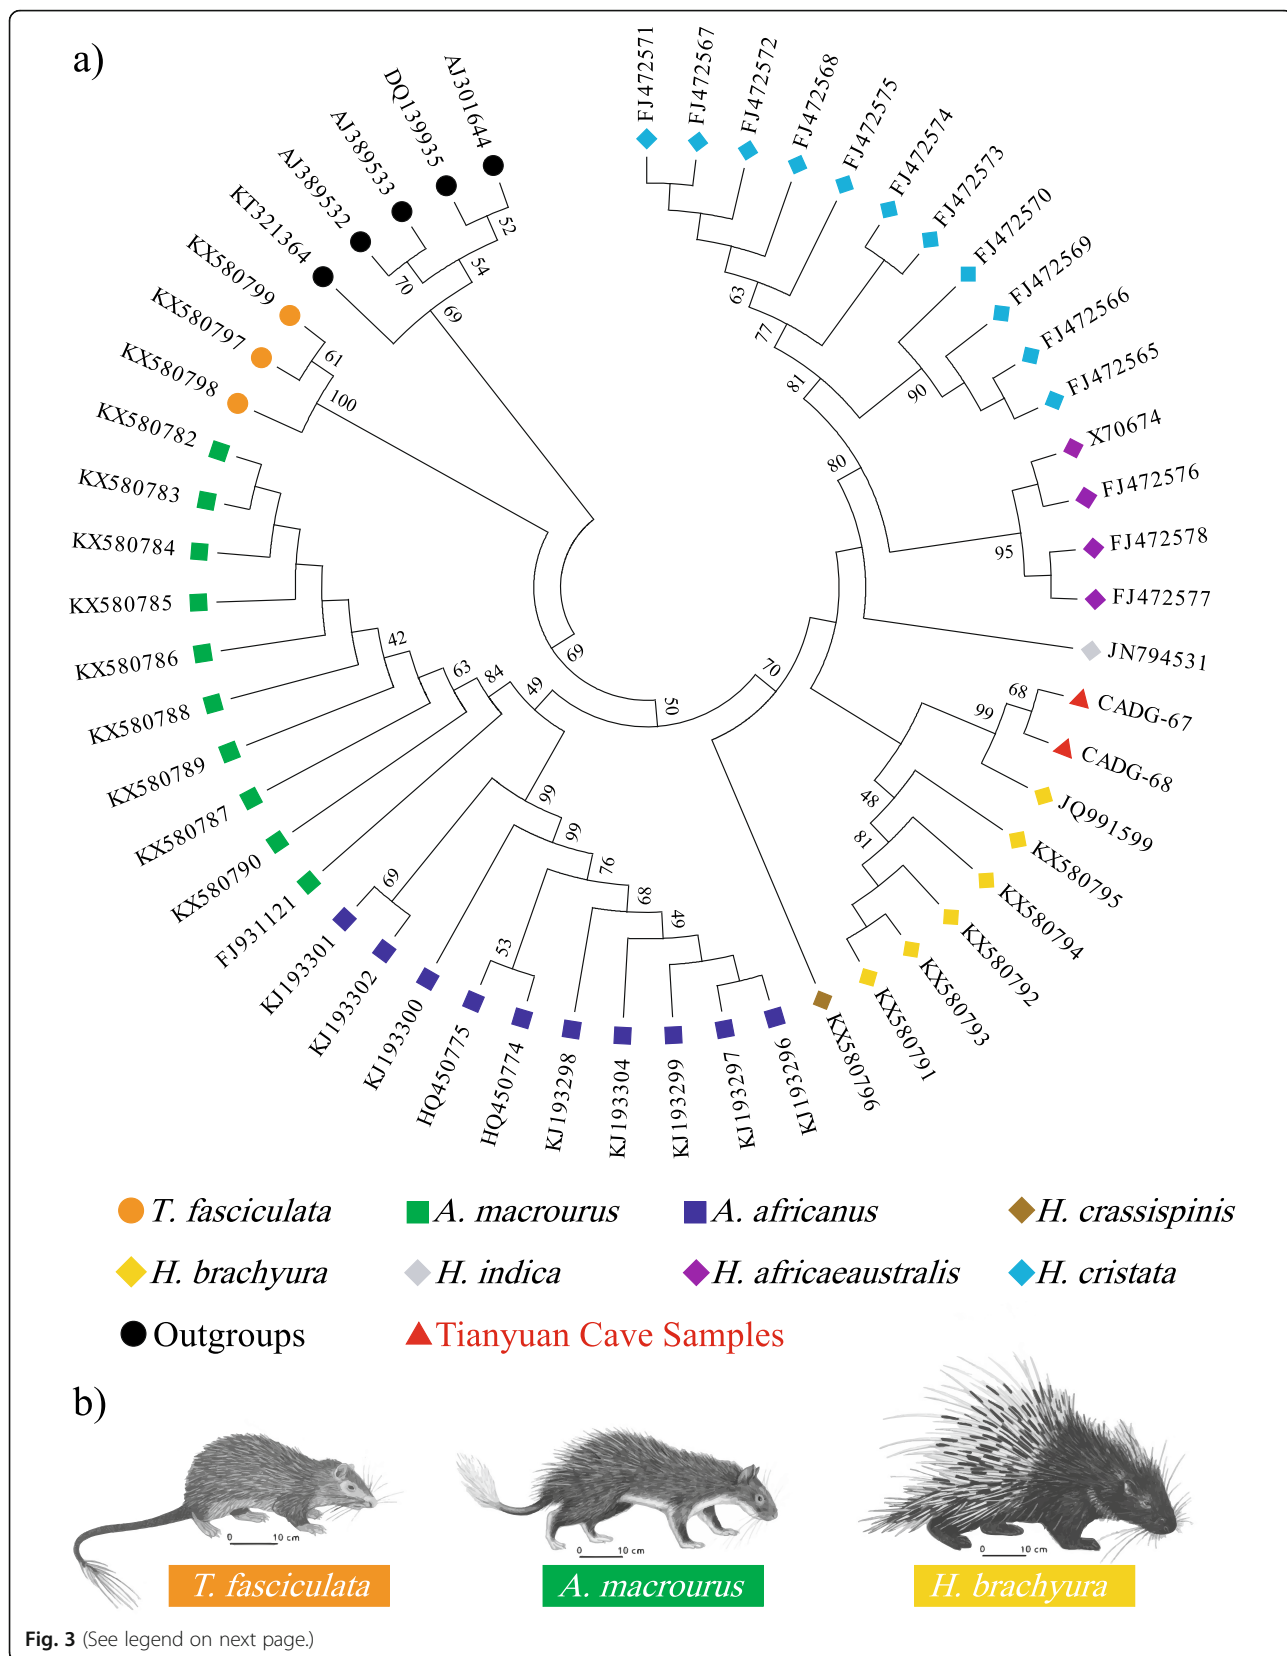 a)
FJ472571
FJ472567
FJ472572
FJ472568
FJ472575
FJ472574
FJ472573
FJ472570
FJ472569
FJ472566
FJ472565
X70674
FJ472576
FJ472578
FJ472577
JN794531
CADG-67
CADG-68
JQ991599
KX580795
KX580794
KX580792
KX580793
KX580791
KX580796
KJ193296
KJ193297
KJ193299
KJ193304
KJ193298
HQ450774
HQ450775
KJ193300
KJ193302
KJ193301
FJ931121
KX580790
KX580787
KX580789
KX580788
KX580786
KX580785
KX580784
KX580783
KX580782
KX580798
KX580797
KX580799
KT321364
AJ389532
AJ389533
DQ139935
AJ301644
52
54
70
69
61
100
63
77
81
90
80
95
68
99
48
81
70
50
69
49
84
63
42
99
99
76
89
49
53
69
T. fasciculata A. macrourus A. africanus H. crassispinis
H. brachyura H. indica H. africaeaustralis H. cristata
Outgroups Tianyuan Cave Samples
b)
0 10 cm
0 10 cm
0 10 cm
T. fasciculata A. macrourus H. brachyura
Fig. 3 (See legend on next page.)